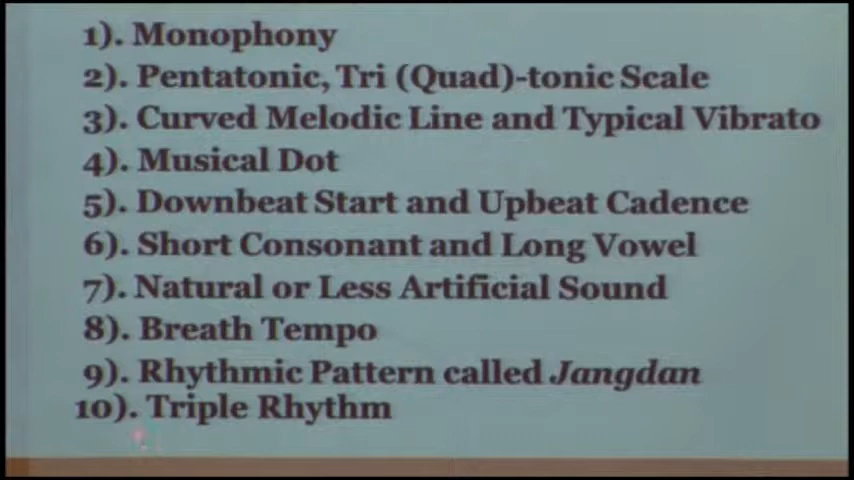 1). Monophony
2). Pentatonic, Tri (Quad)-tonic Scale
3). Curved Melodic Line and Typical Vibrato
4). Musical Dot
5). Downbeat Start and Upbeat Cadence
6). Short Consonant and Long Vowel
7). Natural or Less Artificial Sound
8). Breath Tempo
9). Rhythmic Pattern called Jangdan
10). Triple Rhythm